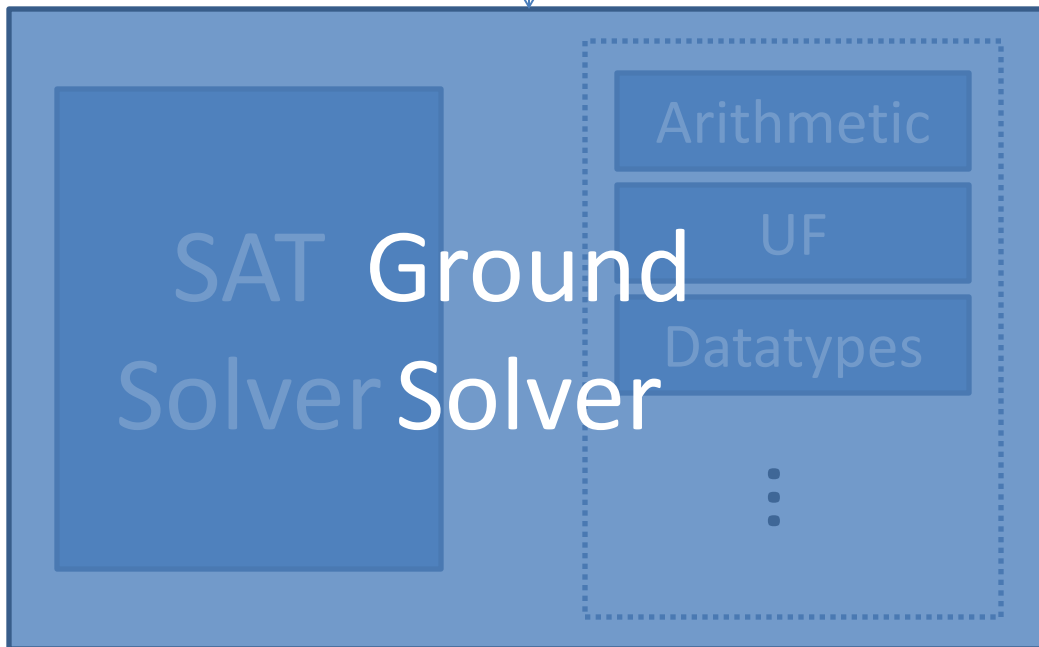 Arithmetic
UF
Datatypes
SAT
Solver
Ground
Solver